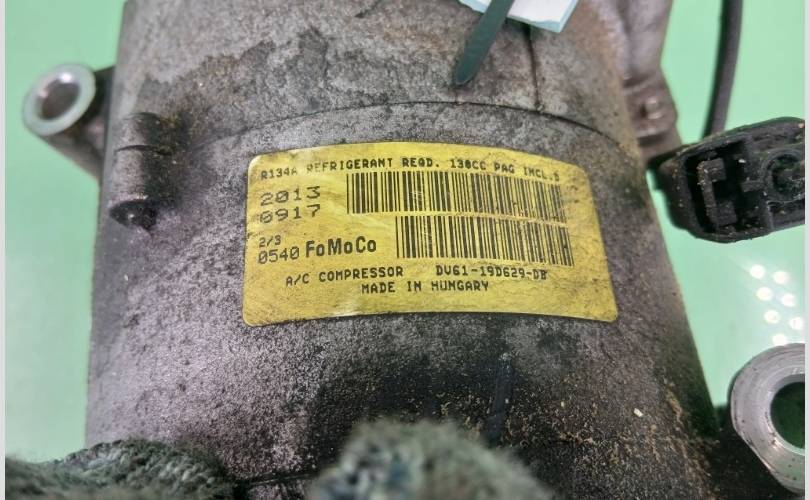 R134A REFRIGERANT REQD. 130CC PAG INCL.
2013
0917
2/3
0540 FoMoCo
A/C COMPRESSOR DV61-19D629-DB
MADE IN HUNGARY